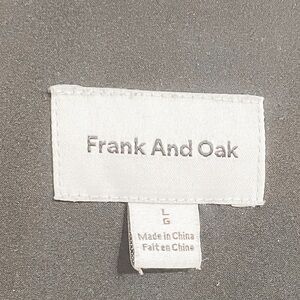 Frank And Oak
L
G
Made in China
Fait en Chine